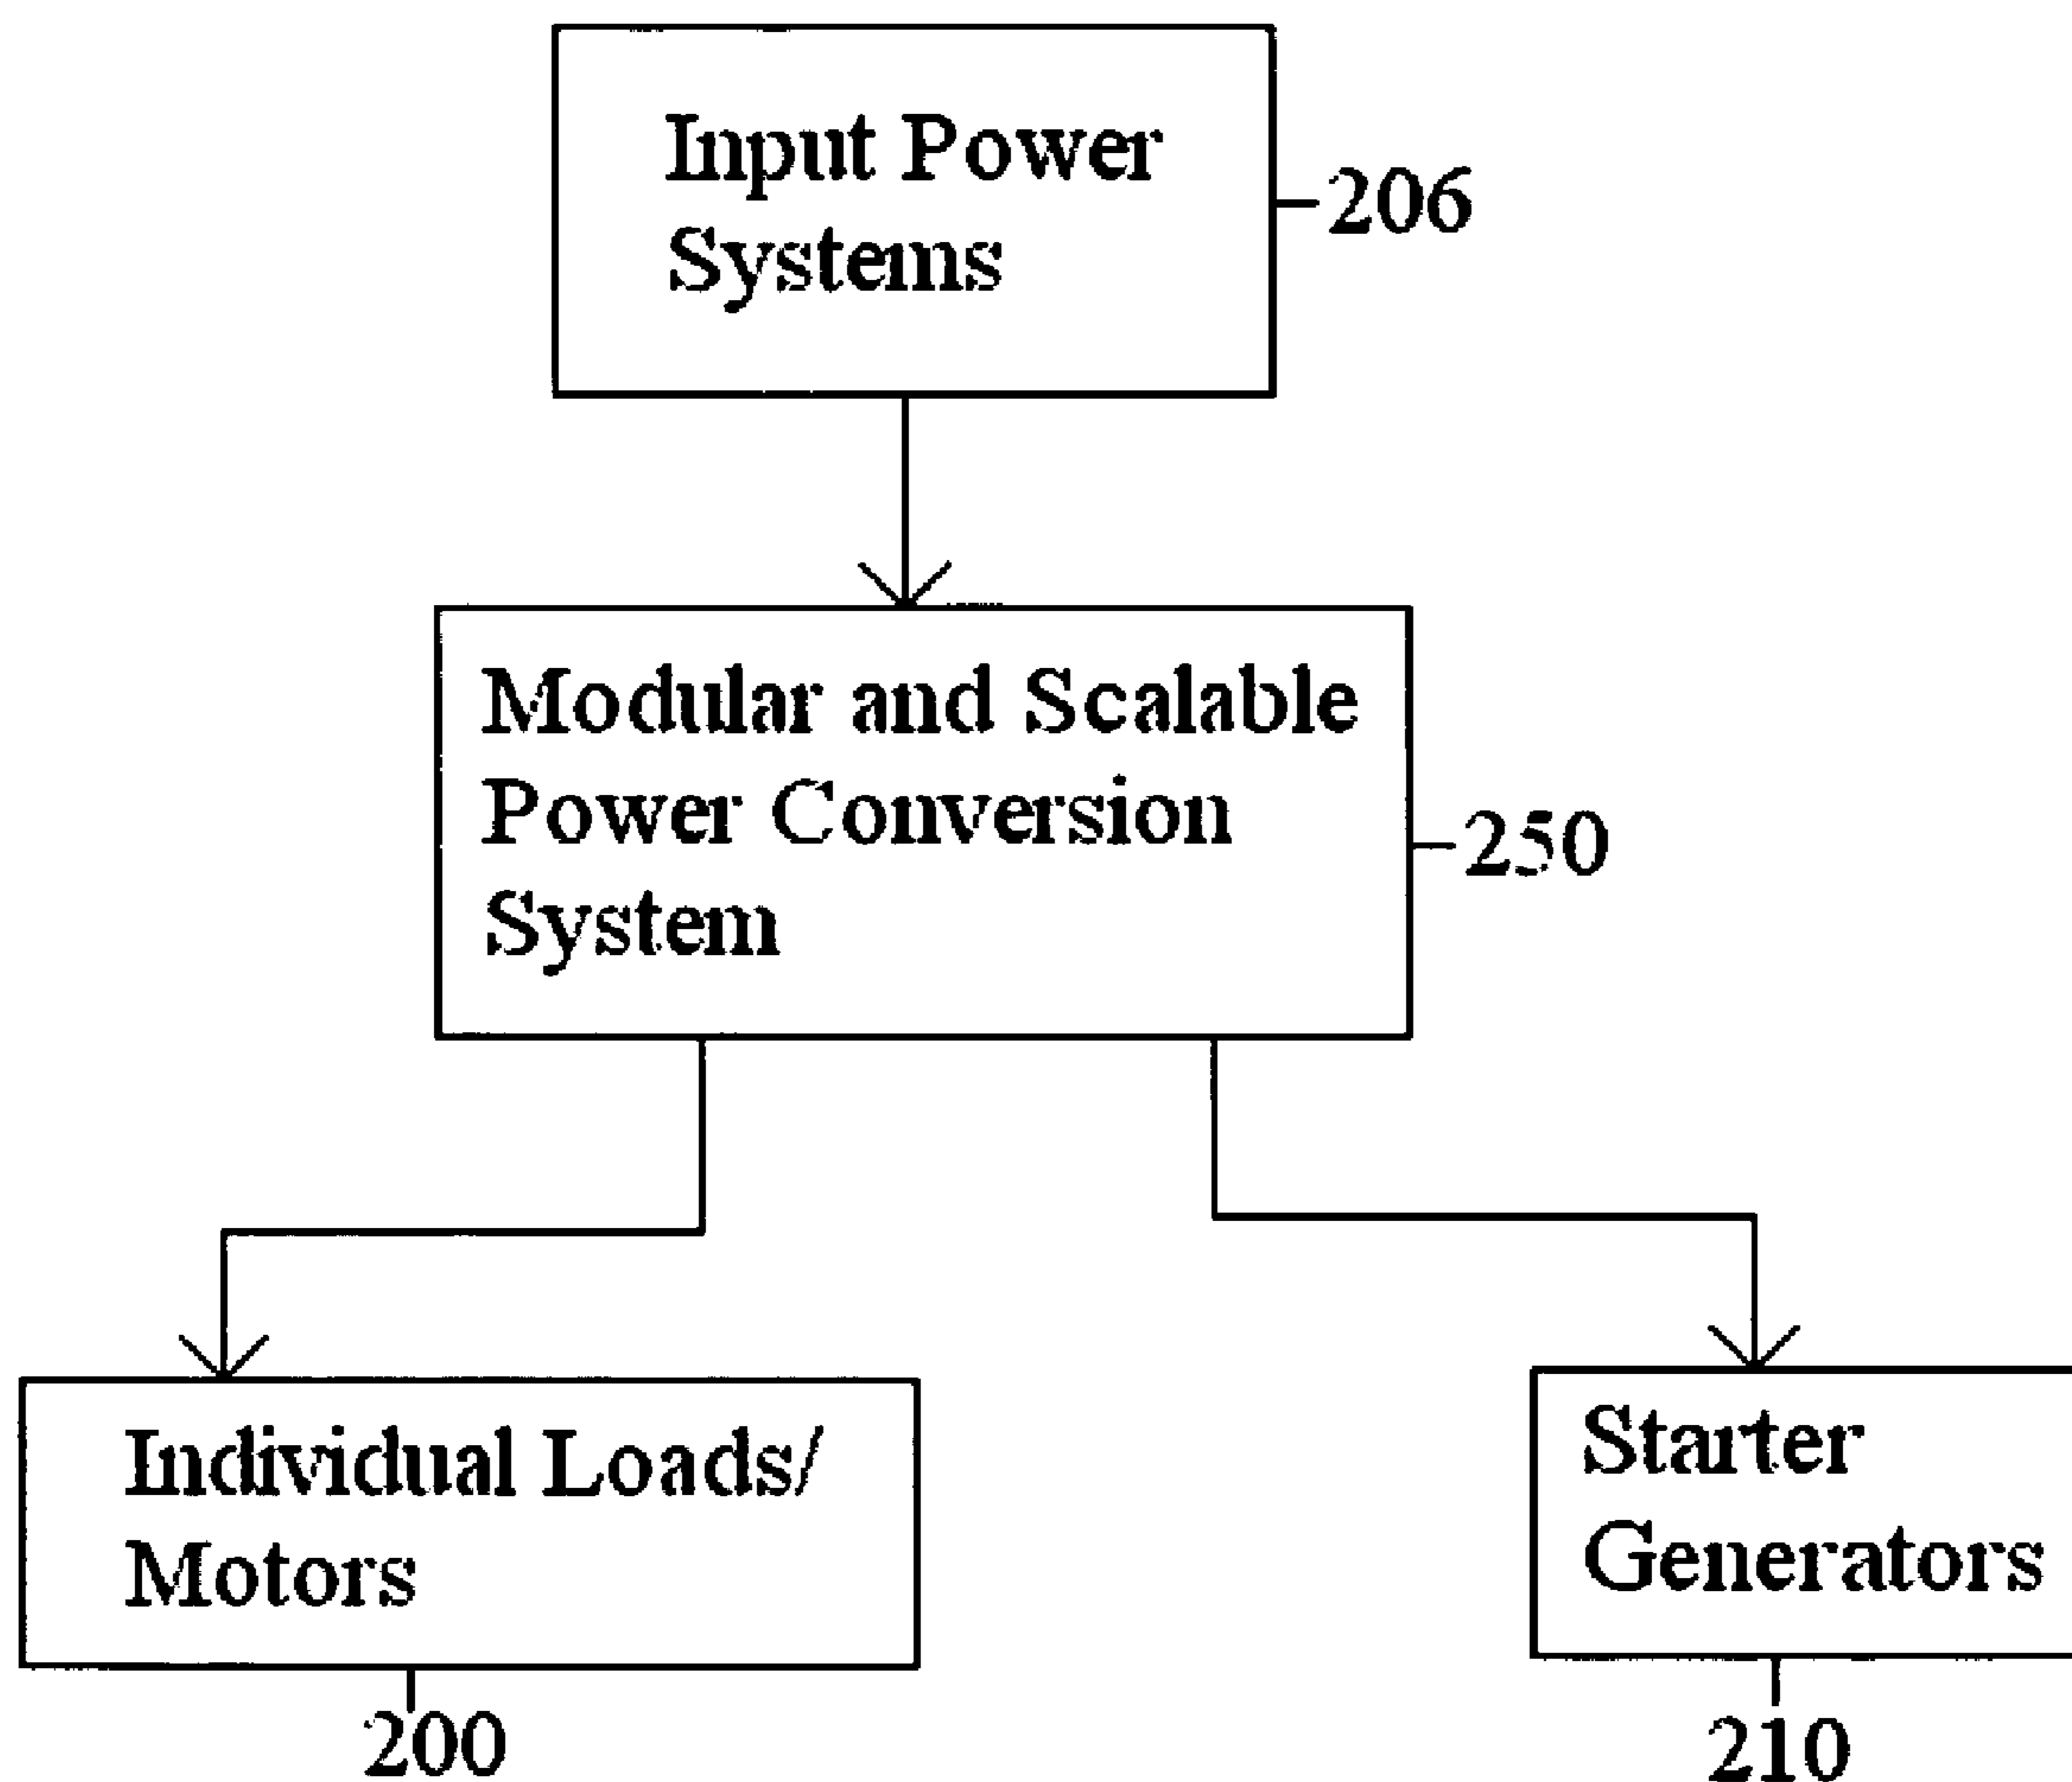 Input Power
Systems
206
Modular and Scalable
Power Conversion
System
250
Individual Loads/
Motors
200
Starter
Generators
210